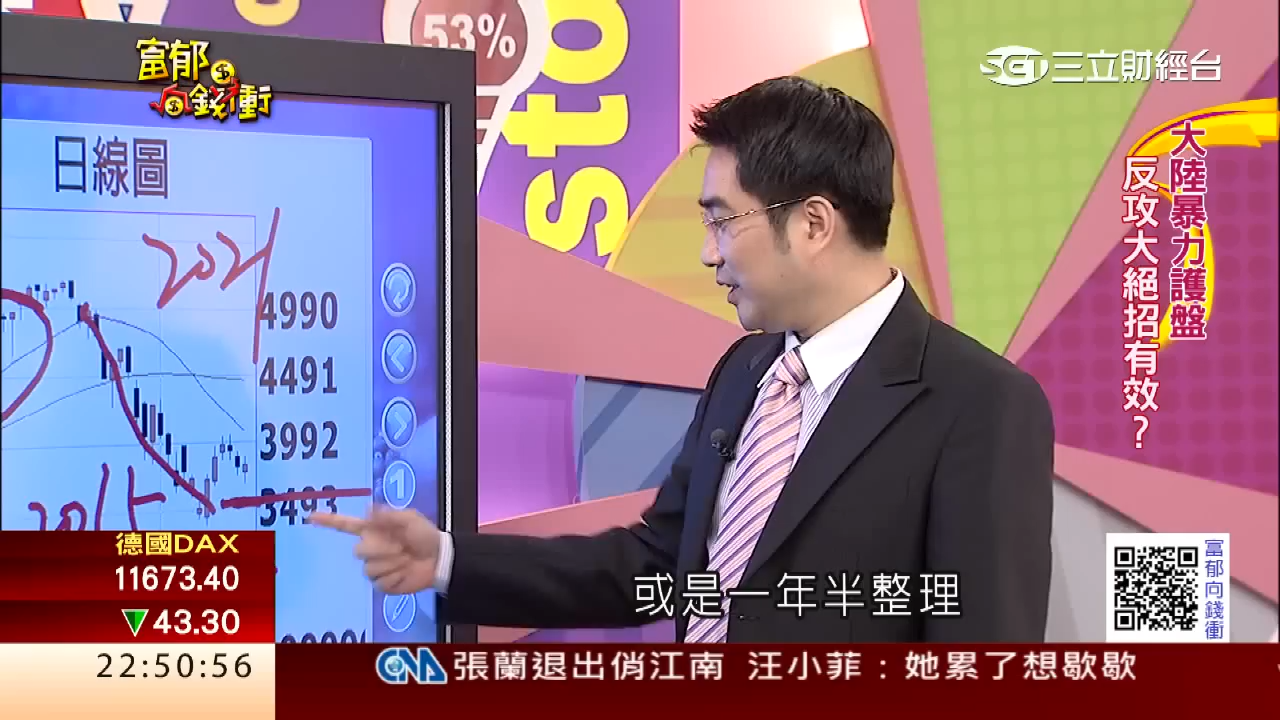 富郁
向錢衝
53%
sto
SET三立財經台
日線圖
2021
4990
4491
3992
3493
2015
1
大陸暴力護盤
反攻大絕招有效?
或是一年半整理
富郁向錢衝
德國DAX
11673.40
▼43.30
22:50:56
CNA 張蘭退出俏江南 汪小菲:她累了想歇歇